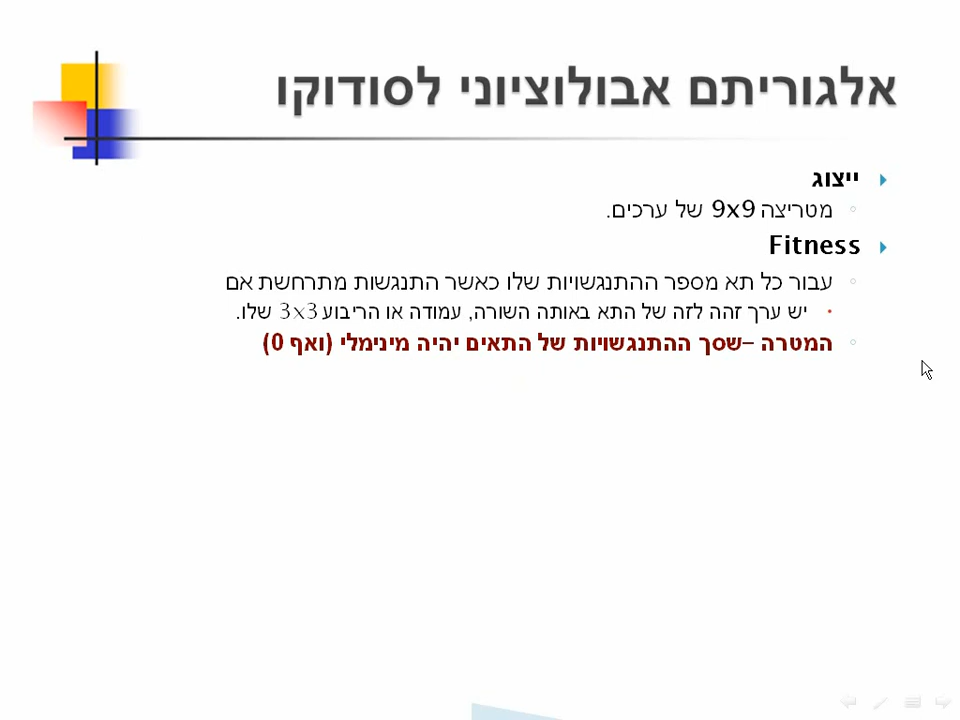 אלגוריתם אבולוציוני לסודוקו
ייצוג
מטריצה 9x9 של ערכים.
Fitness
עבור כל תא מספר ההתנגשויות שלו כאשר התנגשות מתרחשת אם
יש ערך זהה לזה של התא באותה השורה, עמודה או הריבוע 3x3 שלו.
המטרה –שסך ההתנגשויות של התאים יהיה מינימלי (ואף 0)